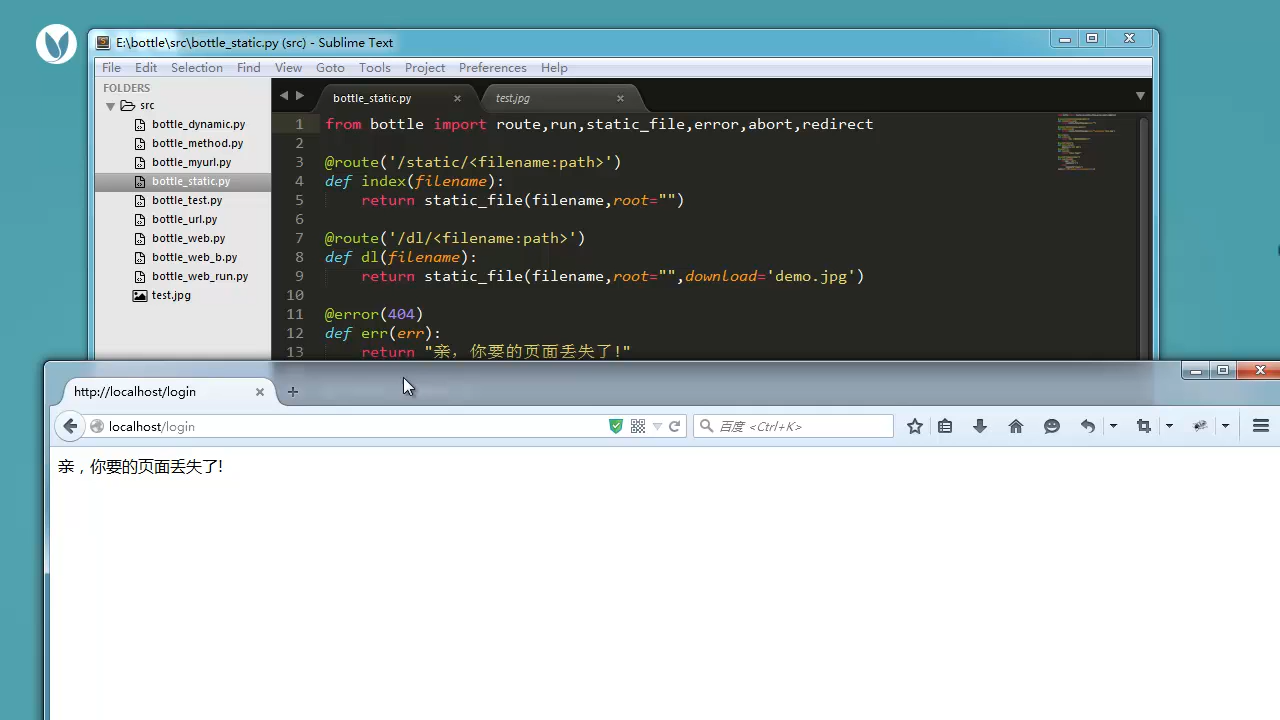 E:\bottle\src\bottle_static.py (src) - Sublime Text
File Edit Selection Find View Goto Tools Project Preferences Help
FOLDERS
src
bottle_dynamic.py
bottle_method.py
bottle_myurl.py
bottle_static.py
bottle_test.py
bottle_url.py
bottle_web.py
bottle_web_b.py
bottle_web_run.py
test.jpg
bottle_static.py test.jpg
1 from bottle import route,run,static_file,error,abort,redirect
2
3 @route('/static/<filename:path>')
4 def index(filename):
5 return static_file(filename,root="")
6
7 @route('/dl/<filename:path>')
8 def dl(filename):
9 return static_file(filename,root="",download='demo.jpg')
10
11 @error(404)
12 def err(err):
13 return "亲，你要的页面丢失了!"
http://localhost/login
localhost/login
百度 <Ctrl+K>
亲，你要的页面丢失了!